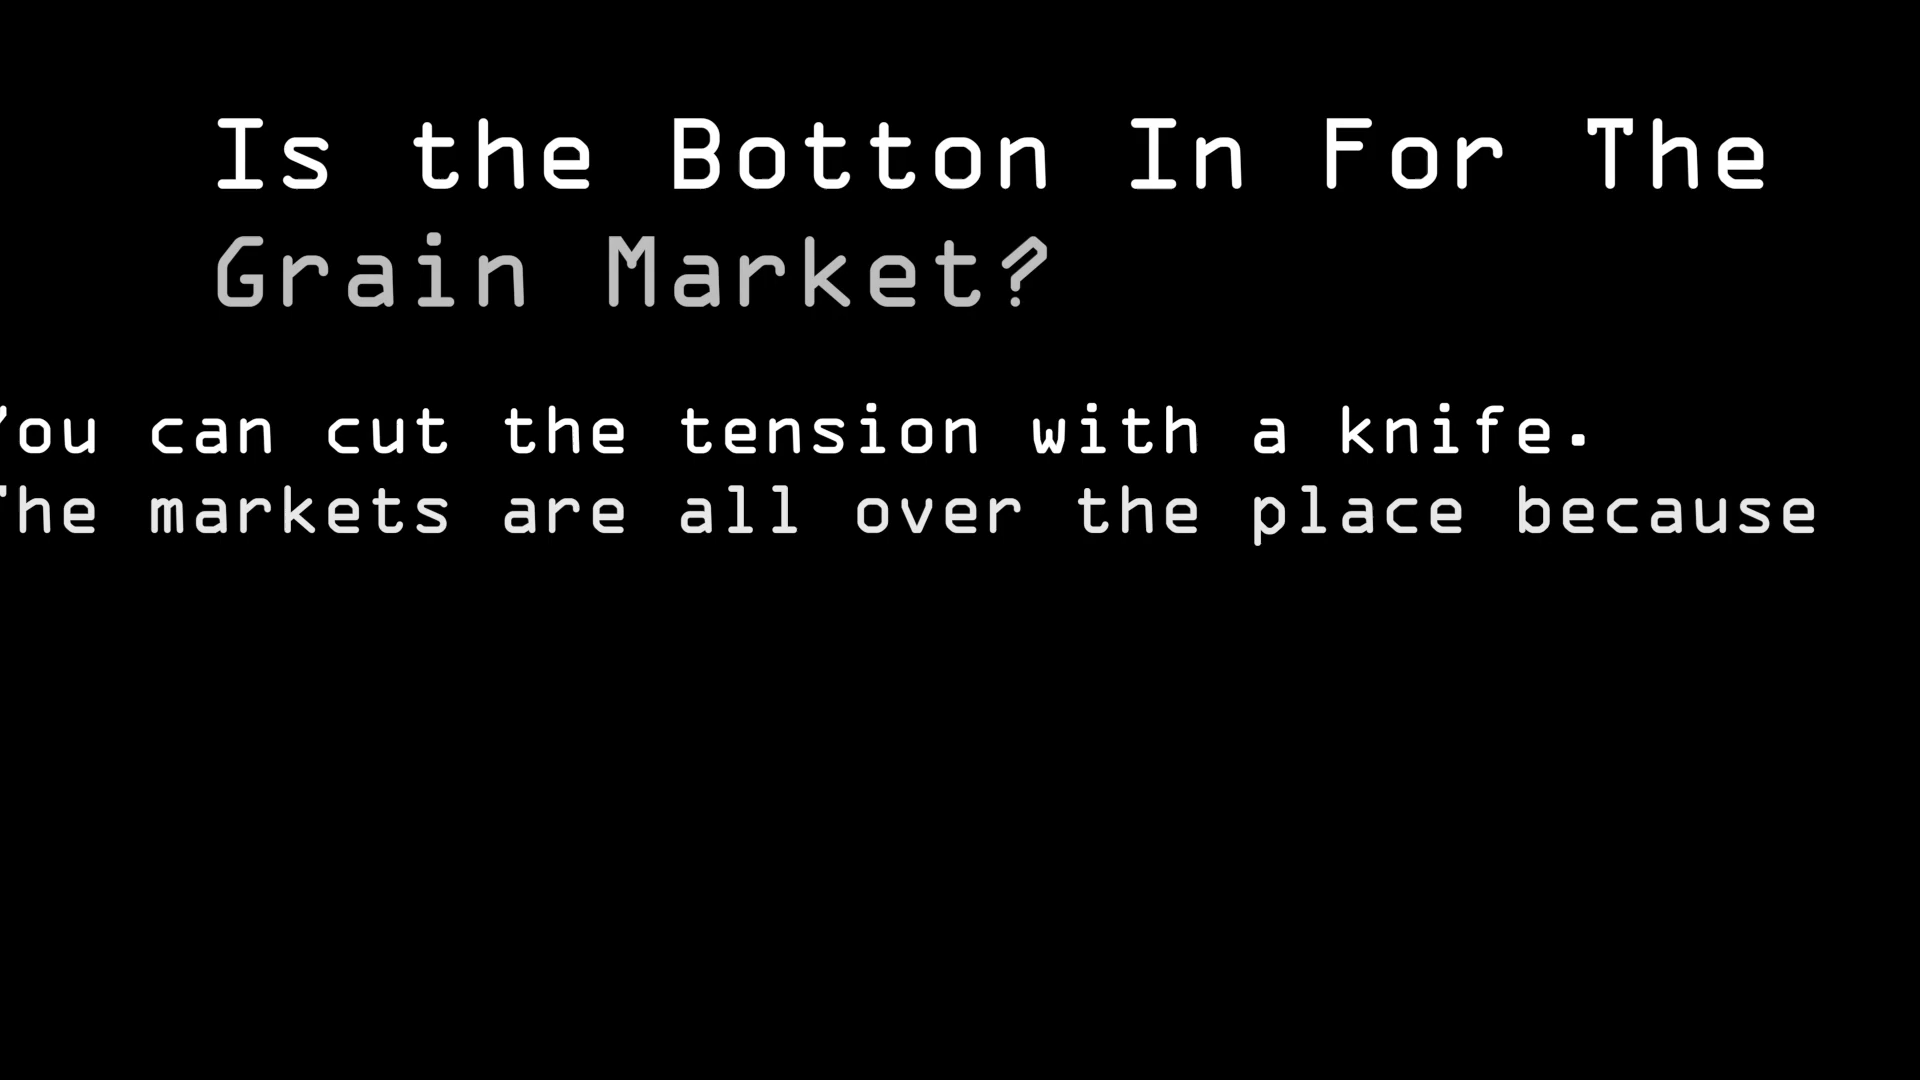 Is the Botton In For The
Grain Market?
You can cut the tension with a knife.
The markets are all over the place because